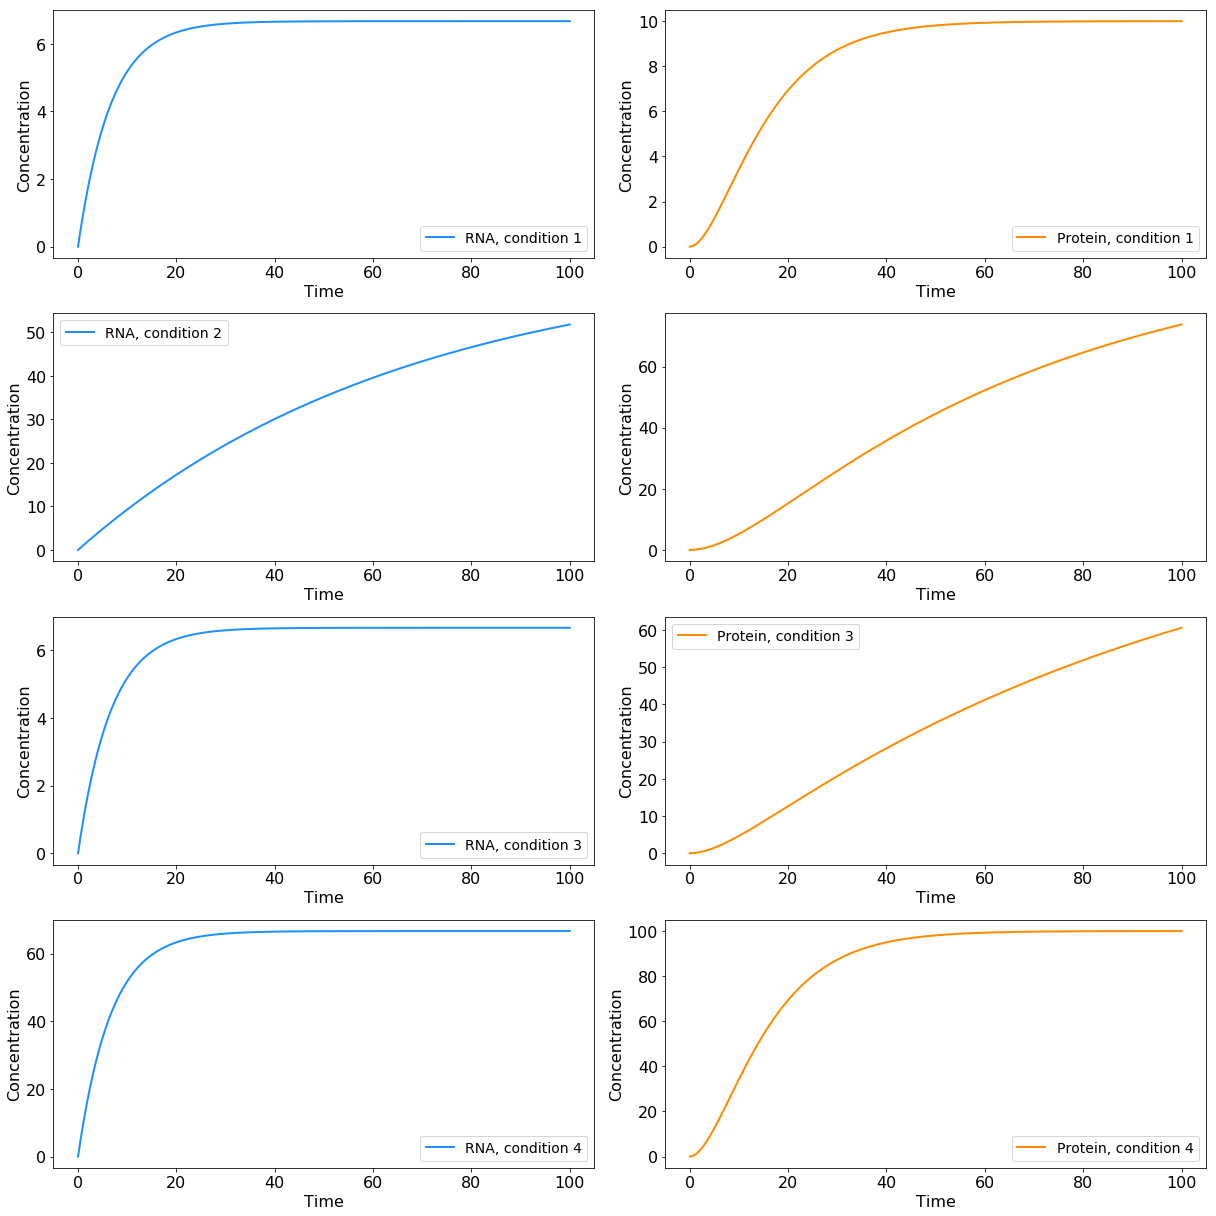 Concentration
6
4
2
0
RNA, condition 1
0 20 40 60 80 100
Time
Concentration
10
8
6
4
2
0
Protein, condition 1
0 20 40 60 80 100
Time
Concentration
50
40
30
20
10
0
RNA, condition 2
0 20 40 60 80 100
Time
Concentration
60
40
20
0
0 20 40 60 80 100
Time
Concentration
6
4
2
0
RNA, condition 3
0 20 40 60 80 100
Time
Concentration
60
50
40
30
20
10
0
Protein, condition 3
0 20 40 60 80 100
Time
Concentration
60
40
20
0
RNA, condition 4
0 20 40 60 80 100
Time
Concentration
100
80
60
40
20
0
Protein, condition 4
0 20 40 60 80 100
Time